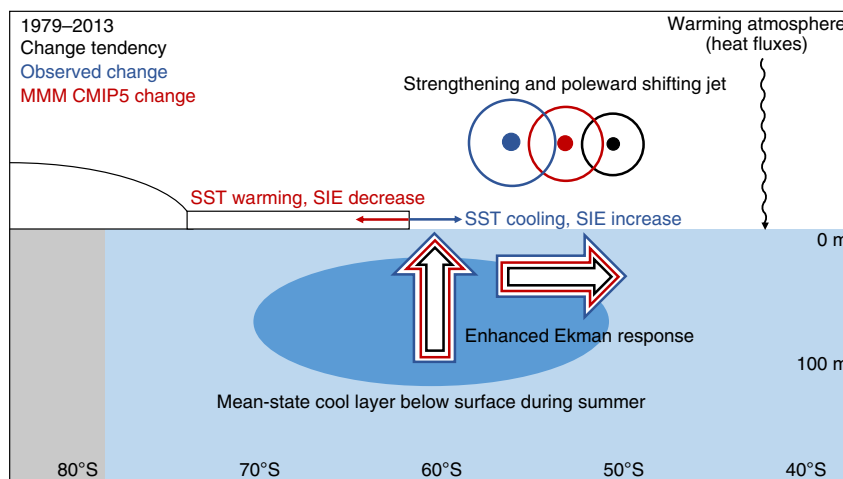 1979–2013
Change tendency
Observed change
MMM CMIP5 change
Warming atmosphere
(heat fluxes)
Strengthening and poleward shifting jet
SST warming, SIE decrease
SST cooling, SIE increase
0 m
Enhanced Ekman response
100 m
Mean-state cool layer below surface during summer
80°S 70°S 60°S 50°S 40°S